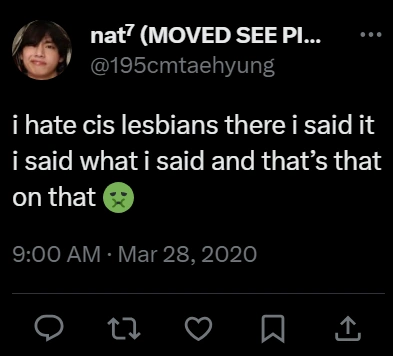 nat⁷ (MOVED SEE PI...
@195cmtaehyung
i hate cis lesbians there i said it
i said what i said and that’s that
on that 🤢
9:00 AM · Mar 28, 2020